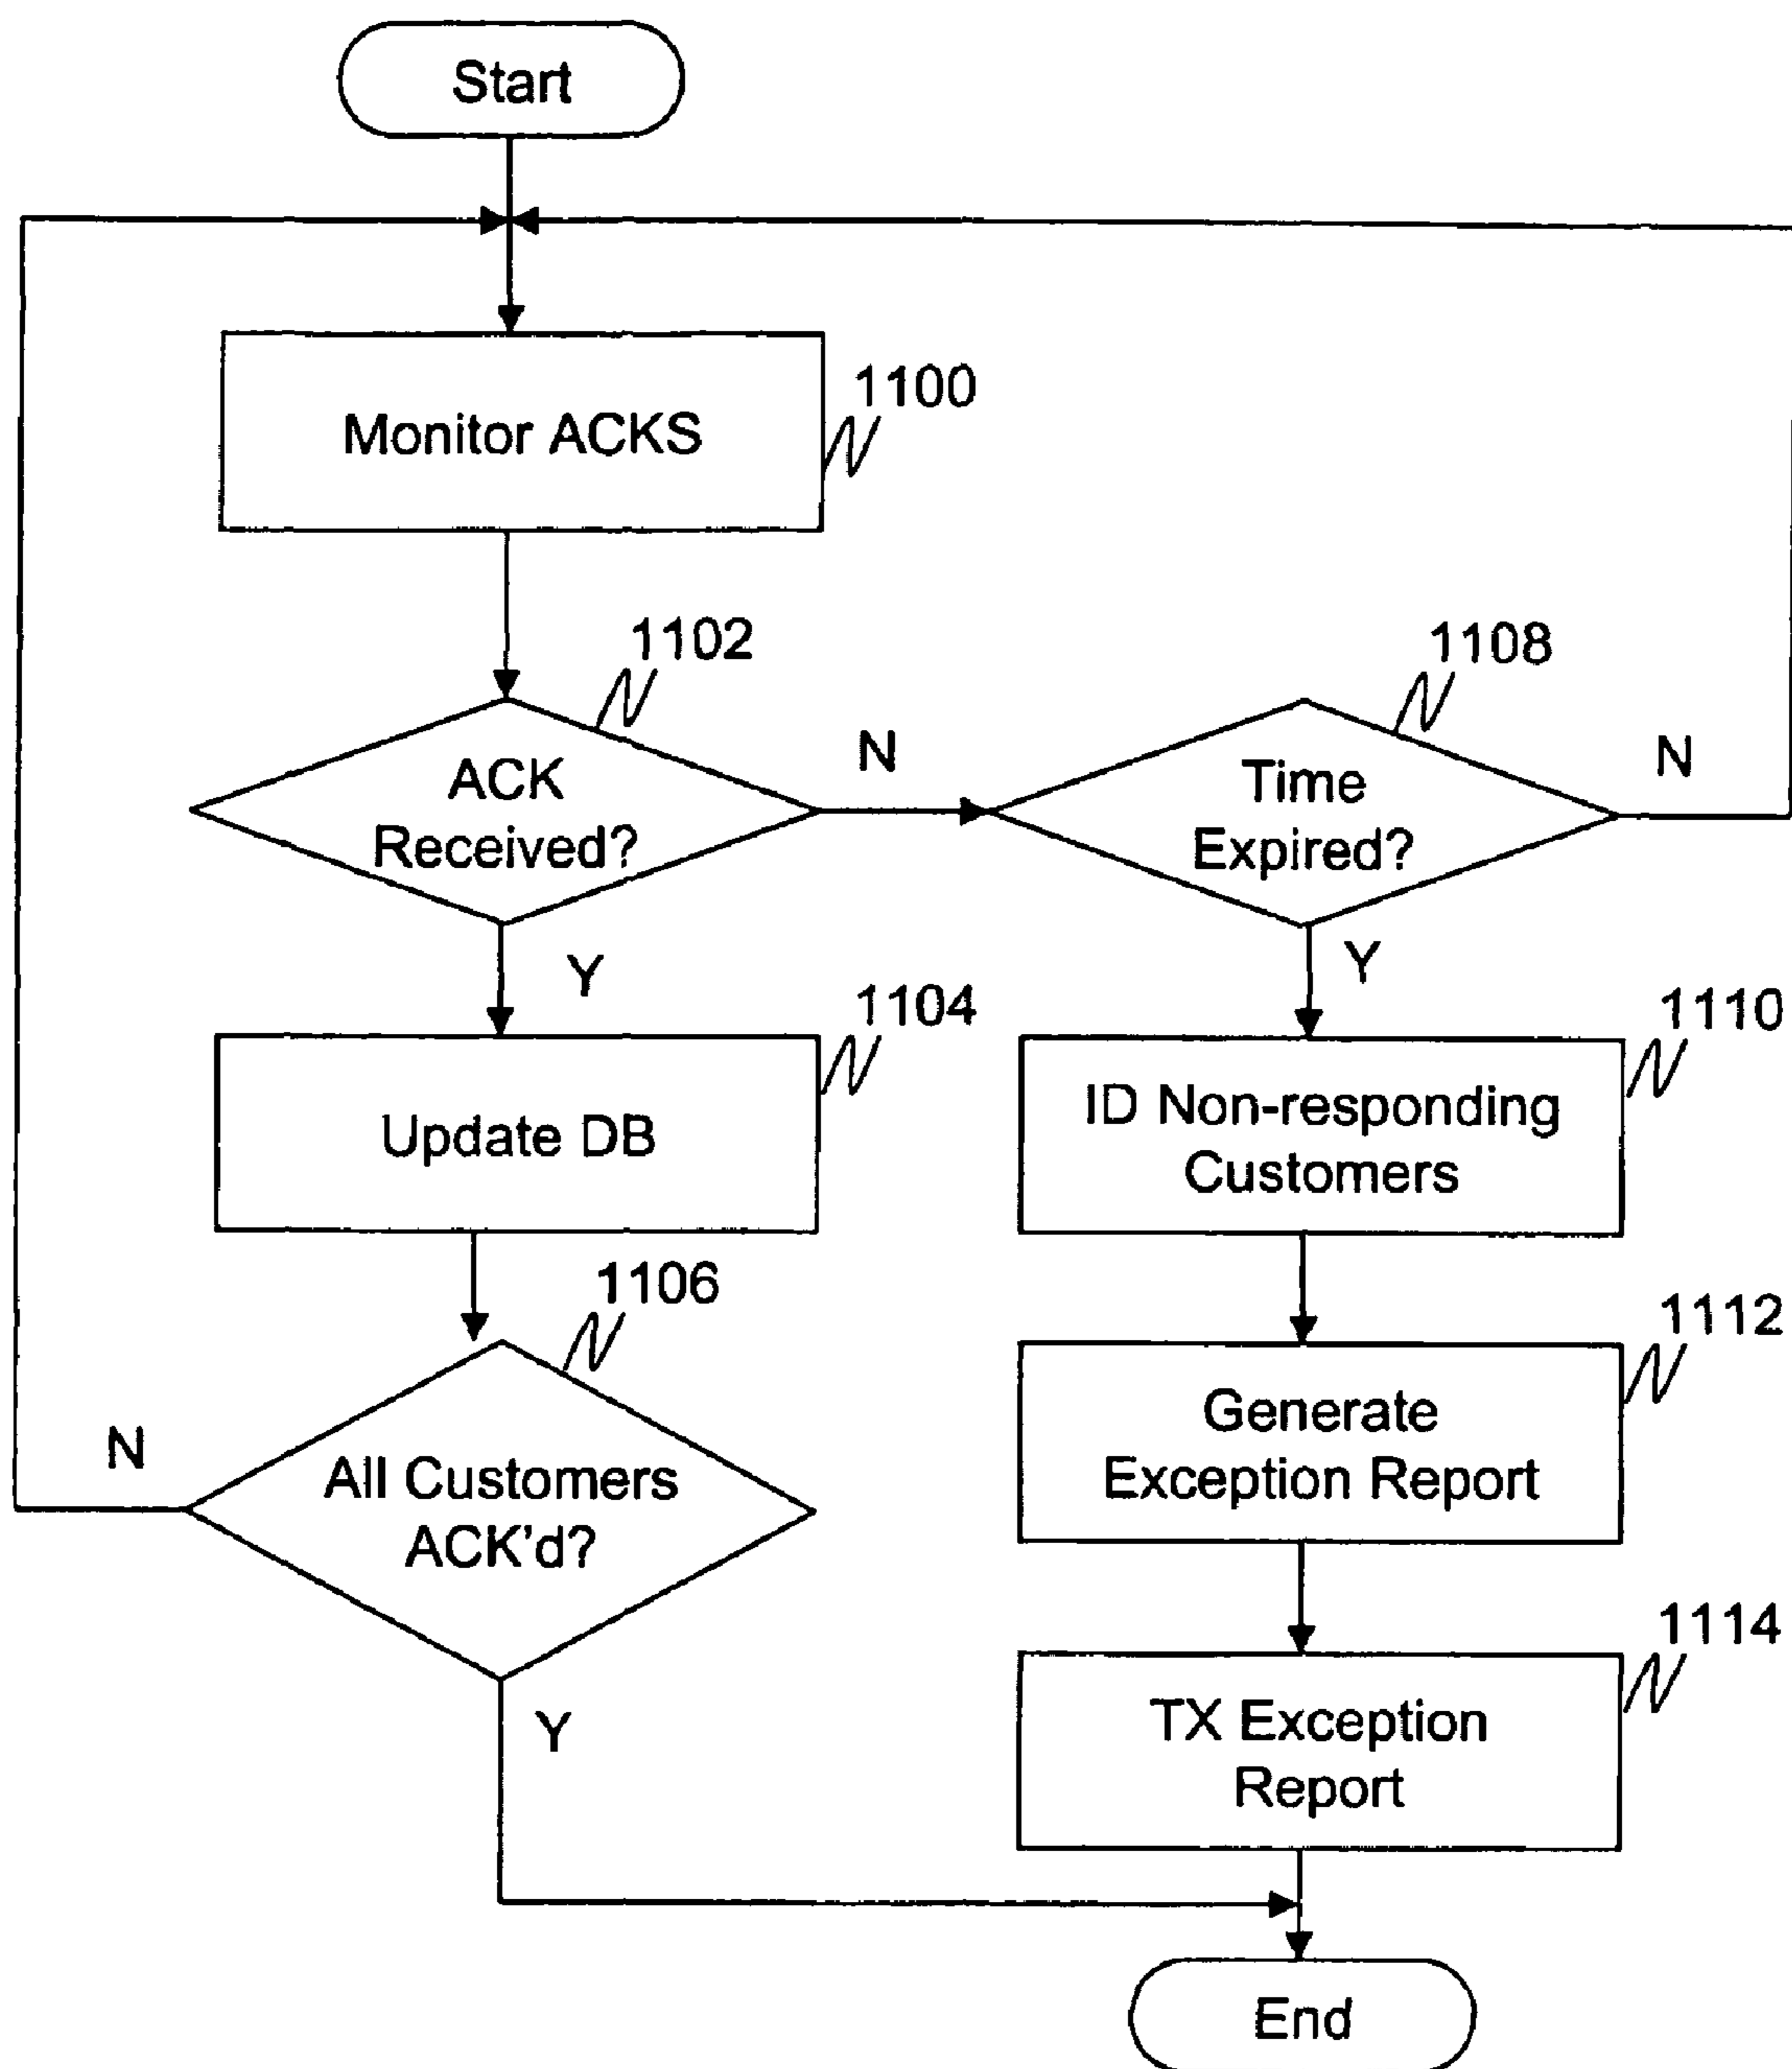 Start
Monitor ACKS
1100
1102
ACK
Received?
N
Y
1108
Time
Expired?
N
Y
1104
Update DB
1110
ID Non-responding
Customers
1106
All Customers
ACK'd?
N
Y
1112
Generate
Exception Report
1114
TX Exception
Report
End